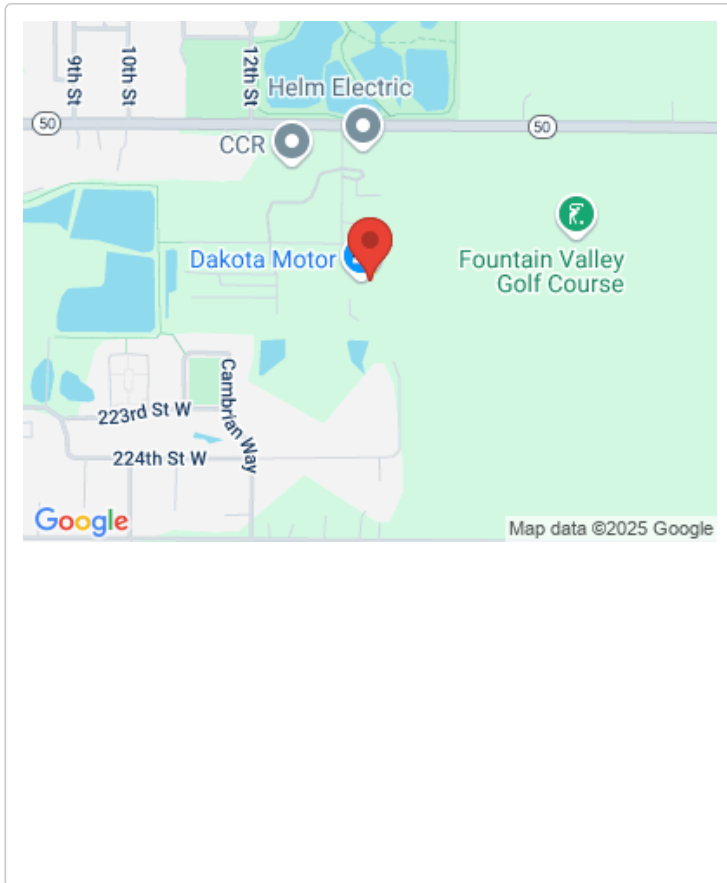 9th St
10th St
12th St
Helm Electric
50
CCR
50
Dakota Motor
Fountain Valley
Golf Course
Cambrian Way
223rd St W
224th St W
Google
Map data ©2025 Google